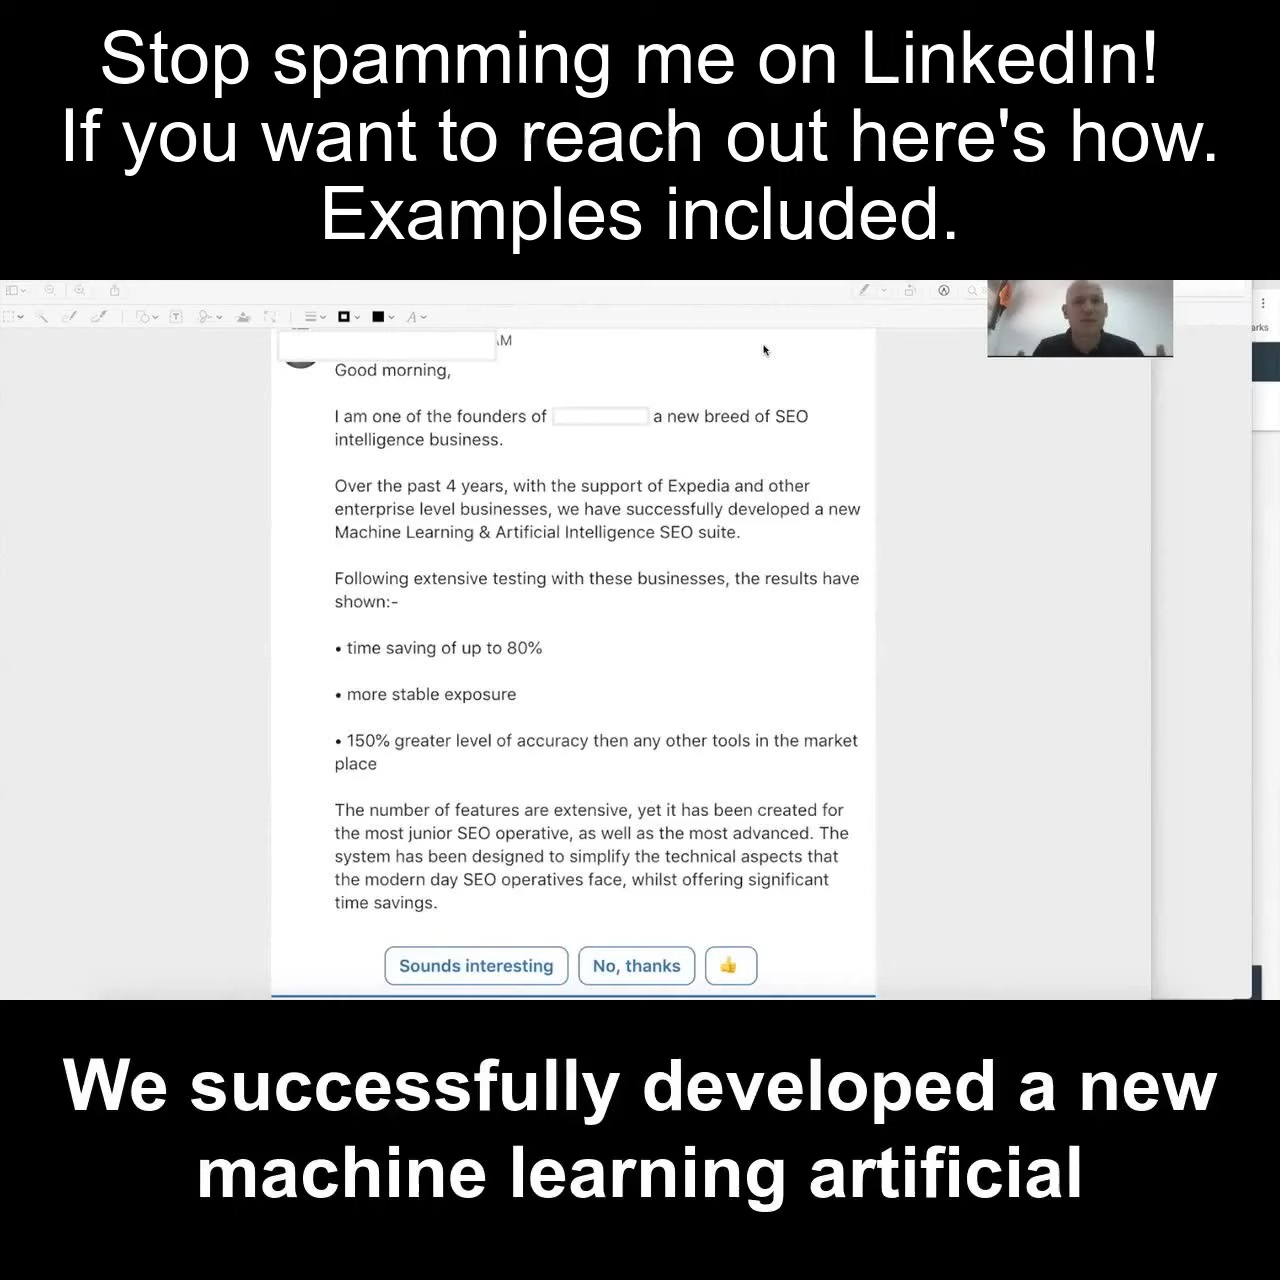 Stop spamming me on LinkedIn!
If you want to reach out here's how.
Examples included.
arks
AM
Good morning,
I am one of the founders of a new breed of SEO
intelligence business.
Over the past 4 years, with the support of Expedia and other
enterprise level businesses, we have successfully developed a new
Machine Learning & Artificial Intelligence SEO suite.
Following extensive testing with these businesses, the results have
shown:-
• time saving of up to 80%
• more stable exposure
• 150% greater level of accuracy then any other tools in the market
place
The number of features are extensive, yet it has been created for
the most junior SEO operative, as well as the most advanced. The
system has been designed to simplify the technical aspects that
the modern day SEO operatives face, whilst offering significant
time savings.
Sounds interesting No, thanks 👍
We successfully developed a new
machine learning artificial